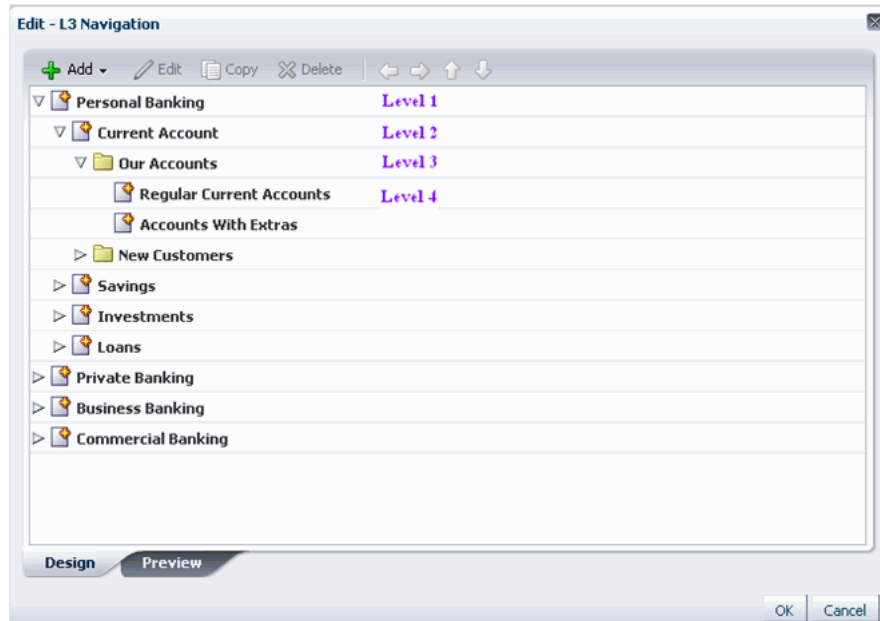 Edit - L3 Navigation
Add Edit Copy Delete
Personal Banking Level 1
Current Account Level 2
Our Accounts Level 3
Regular Current Accounts Level 4
Accounts With Extras
New Customers
Savings
Investments
Loans
Private Banking
Business Banking
Commercial Banking
Design Preview
OK Cancel